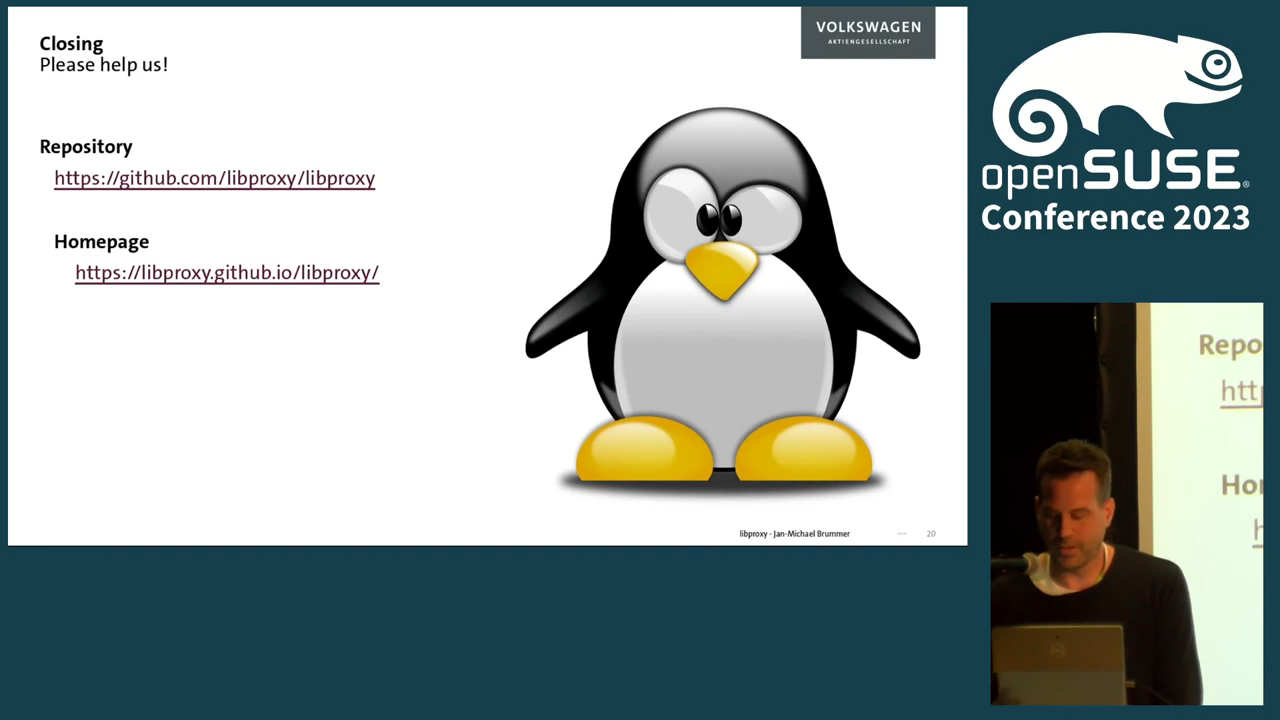 Closing
Please help us!
VOLKSWAGEN
AKTIENGESELLSCHAFT
Repository
https://github.com/libproxy/libproxy
Homepage
https://libproxy.github.io/libproxy/
libproxy - Jan-Michael Brummer
20
openSUSE®
Conference 2023
Repo
http
Ho
h